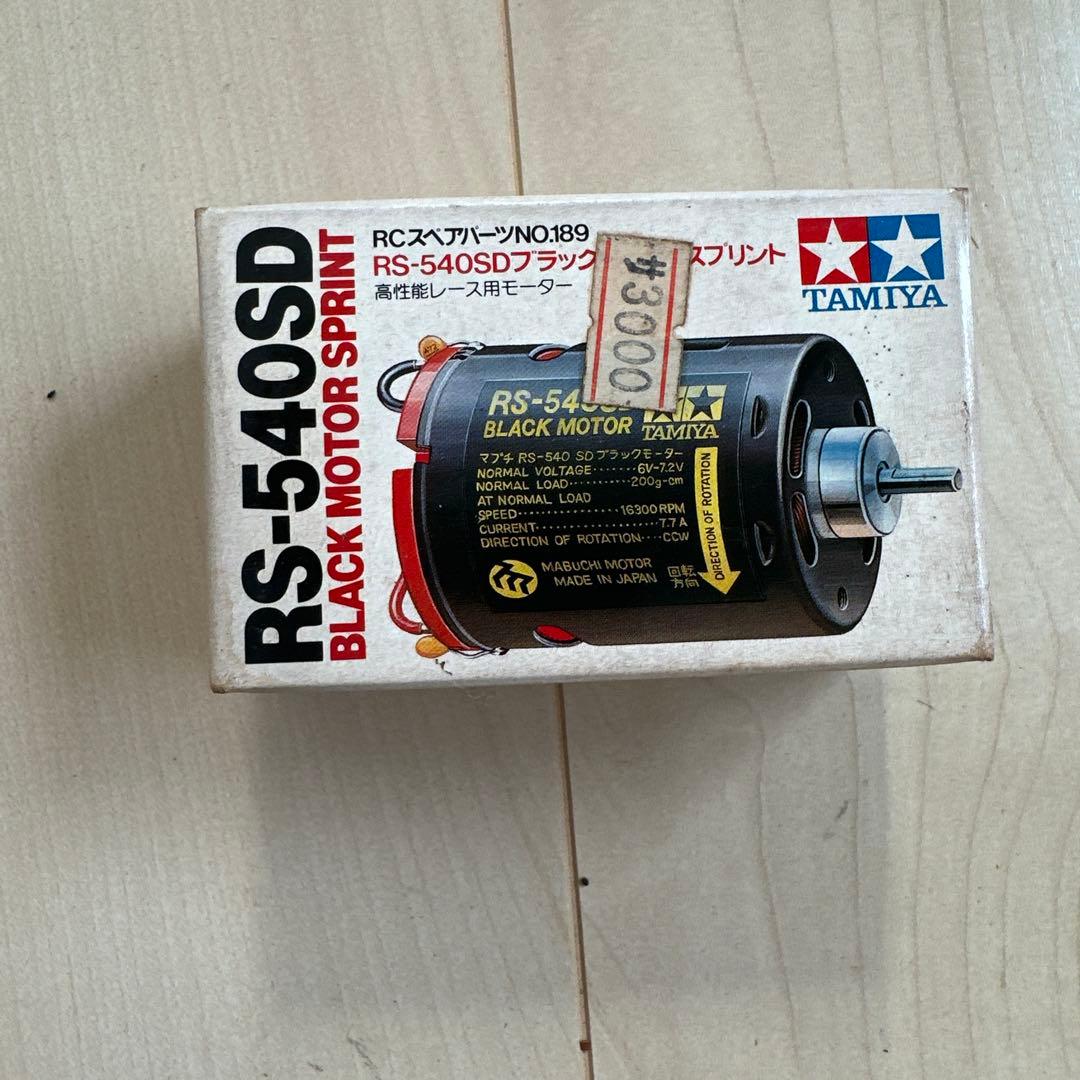 RS-540SD
BLACK MOTOR SPRINT
RCスペアパーツNO.189
RS-540SDブラック スプリント
高性能レース用モーター
¥3000
TAMIYA
RS-540SD
BLACK MOTOR
TAMIYA
マブチ RS-540 SD ブラックモーター
NORMAL VOLTAGE······6V-7.2V
NORMAL LOAD··········200g-cm
AT NORMAL LOAD
SPEED··················16300RPM
CURRENT·················7.7A
DIRECTION OF ROTATION····CCW
MABUCHI MOTOR
MADE IN JAPAN
回転
方向
DIRECTION OF ROTATION